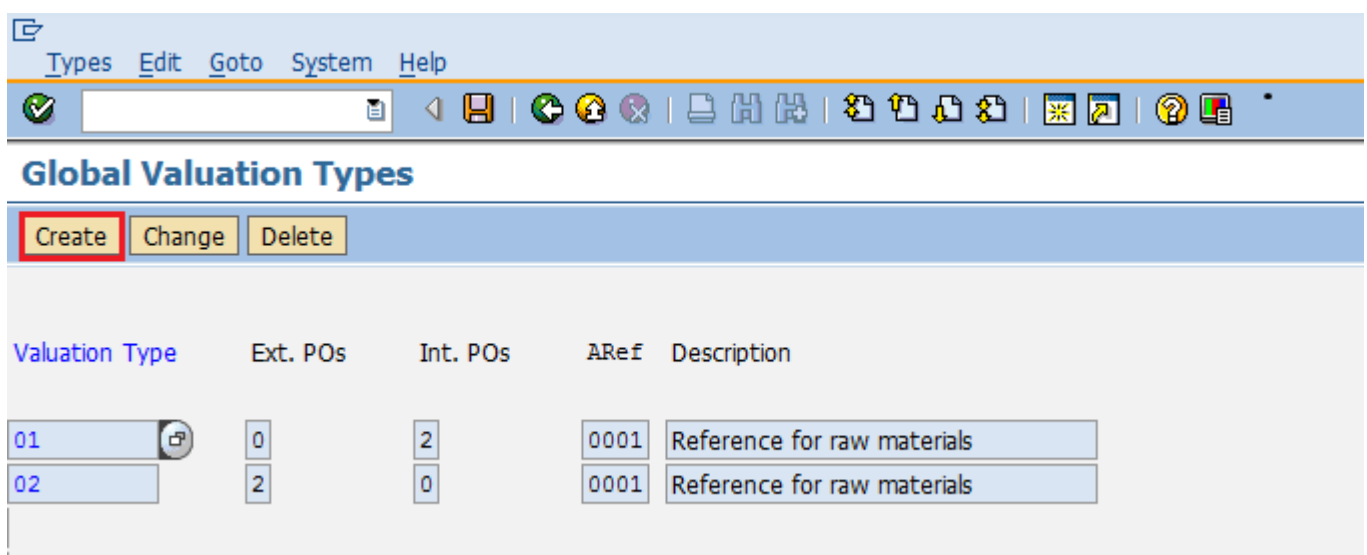 Types Edit Goto System Help
Global Valuation Types
Create Change Delete
Valuation Type Ext. POs Int. POs ARef Description
01 0 2 0001 Reference for raw materials
02 2 0 0001 Reference for raw materials